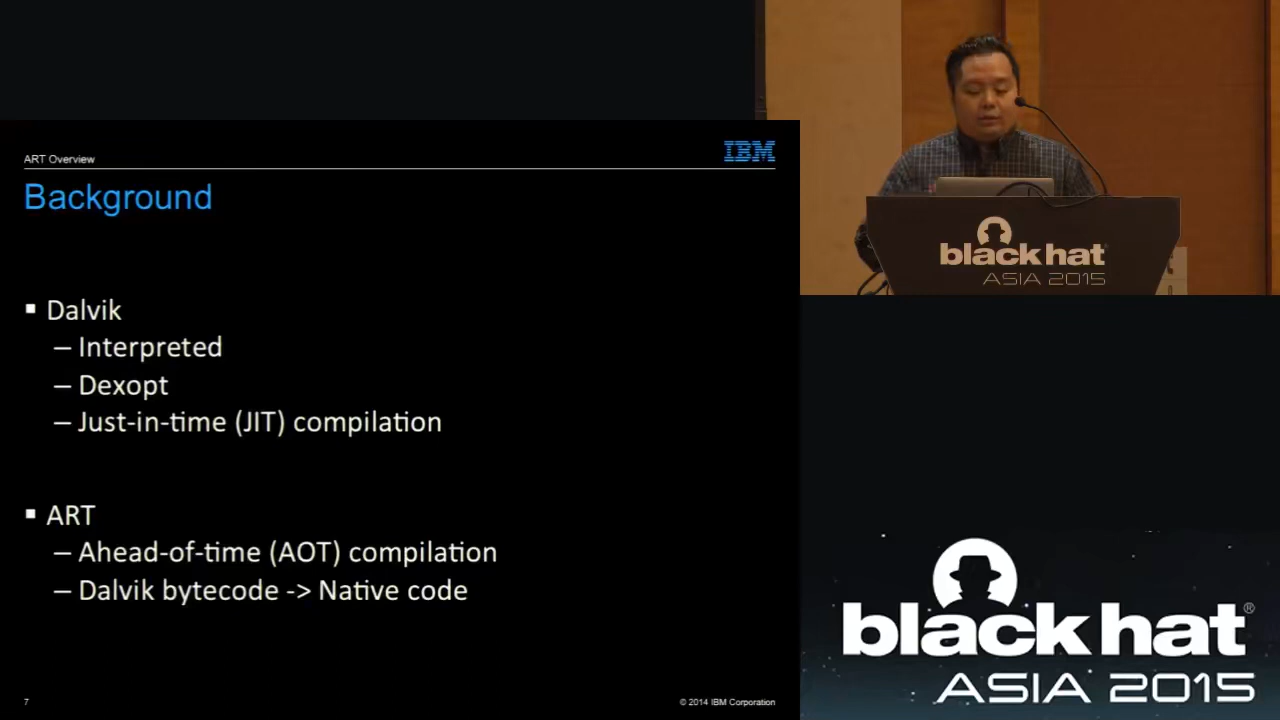 ART Overview
IBM
Background
▪ Dalvik
– Interpreted
– Dexopt
– Just-in-time (JIT) compilation
▪ ART
– Ahead-of-time (AOT) compilation
– Dalvik bytecode -> Native code
7
© 2014 IBM Corporation
black hat
ASIA 2015
black hat®
ASIA 2015